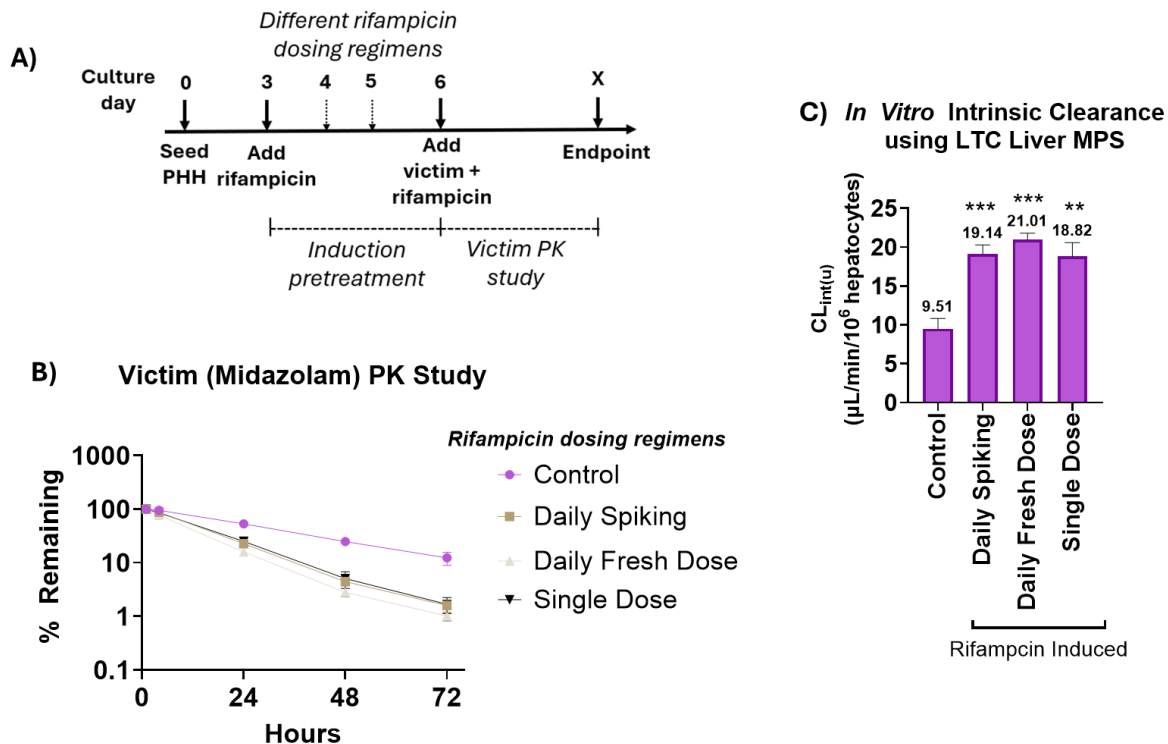 A)
Different rifampicin
dosing regimens
Culture
day
0 3 4 5 6 X
Seed
PHH
Add
rifampicin
Add
victim +
rifampicin
Endpoint
Induction
pretreatment
Victim PK
study
B)
Victim (Midazolam) PK Study
% Remaining
1000
100
10
1
0.1
0 24 48 72
Hours
Rifampicin dosing regimens
Control
Daily Spiking
Daily Fresh Dose
Single Dose
C)
In Vitro Intrinsic Clearance
using LTC Liver MPS
CLint(u)
(µL/min/10⁶ hepatocytes)
25
20
15
10
5
0
*** *** **
9.51 19.14 21.01 18.82
Control
Daily Spiking
Daily Fresh Dose
Single Dose
Rifampcin Induced